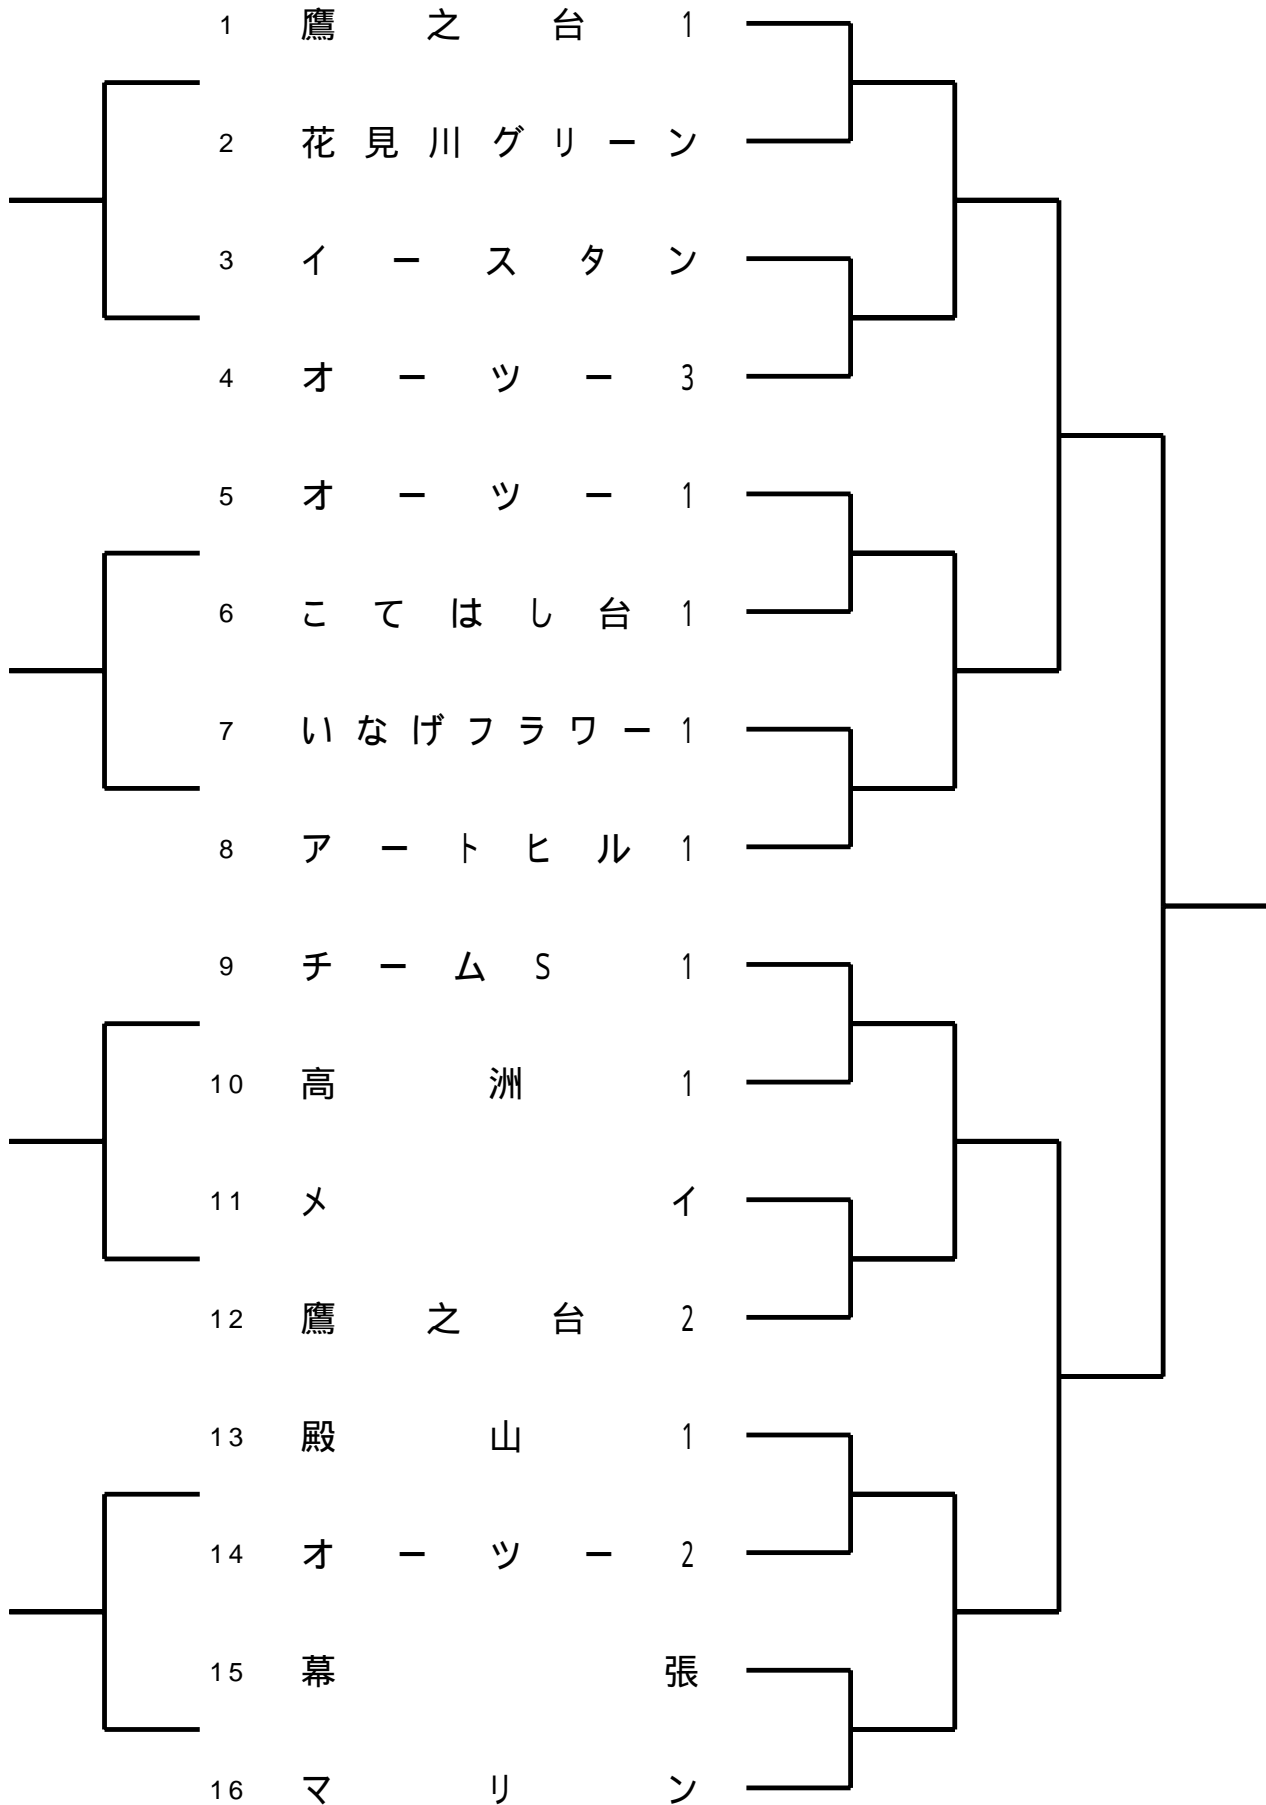 1 鷹之台1
2 花見川グリーン
3 イースタン
4 オーツー3
5 オーツー1
6 こてはし台1
7 いなげフラワー1
8 アートヒル1
9 チームS 1
10 高洲1
11 メイ
12 鷹之台2
13 殿山1
14 オーツー2
15 幕張
16 マリン